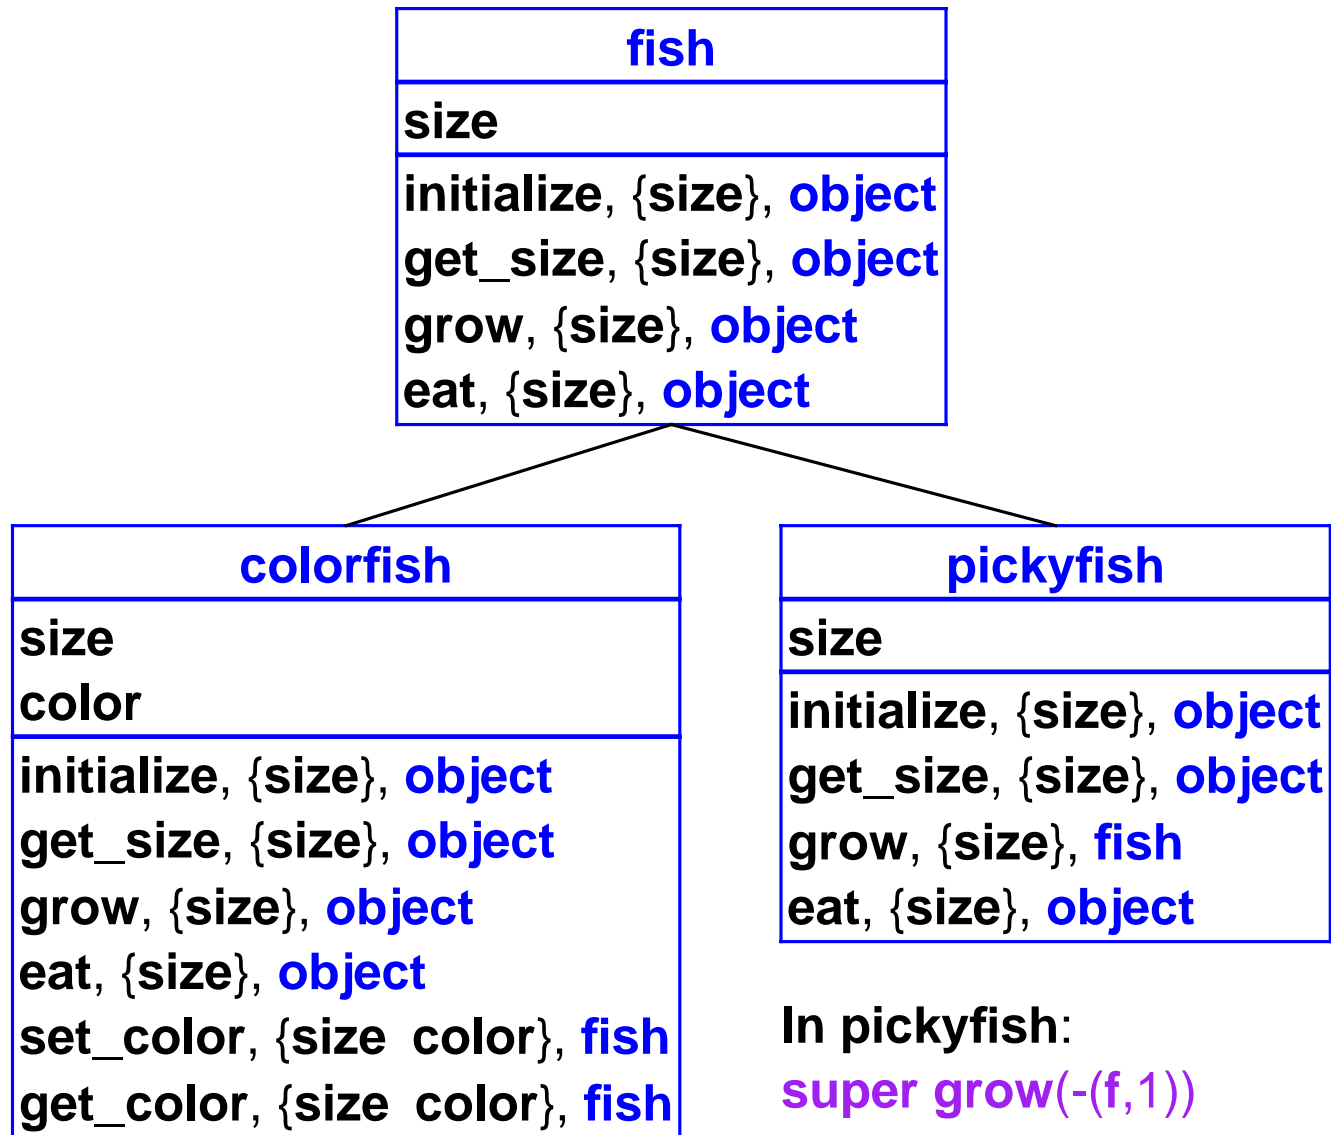 fish
size
initialize, {size}, object
get_size, {size}, object
grow, {size}, object
eat, {size}, object
colorfish
size
color
initialize, {size}, object
get_size, {size}, object
grow, {size}, object
eat, {size}, object
set_color, {size color}, fish
get_color, {size color}, fish
pickyfish
size
initialize, {size}, object
get_size, {size}, object
grow, {size}, fish
eat, {size}, object
In pickyfish:
super grow(-(f,1))